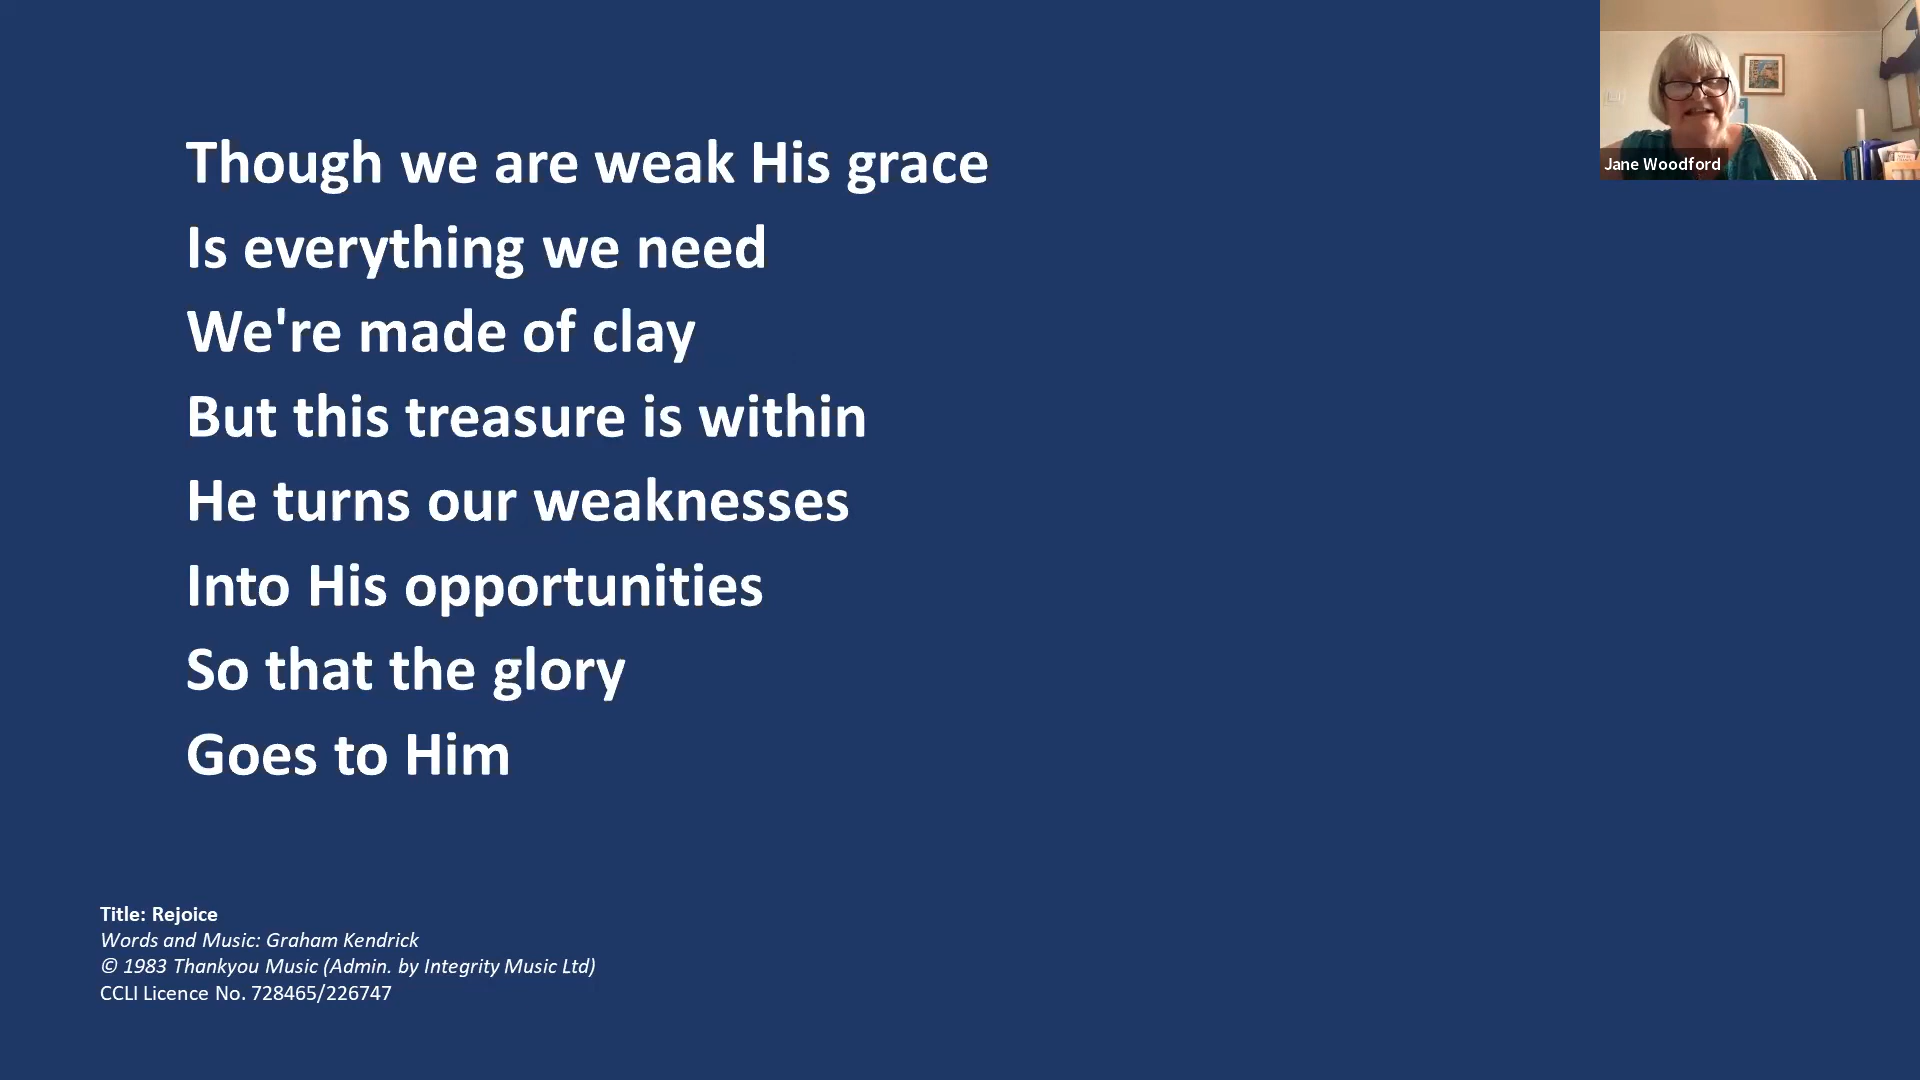 Though we are weak His grace
Is everything we need
We're made of clay
But this treasure is within
He turns our weaknesses
Into His opportunities
So that the glory
Goes to Him
Title: Rejoice
Words and Music: Graham Kendrick
© 1983 Thankyou Music (Admin. by Integrity Music Ltd)
CCLI Licence No. 728465/226747
Jane Woodford